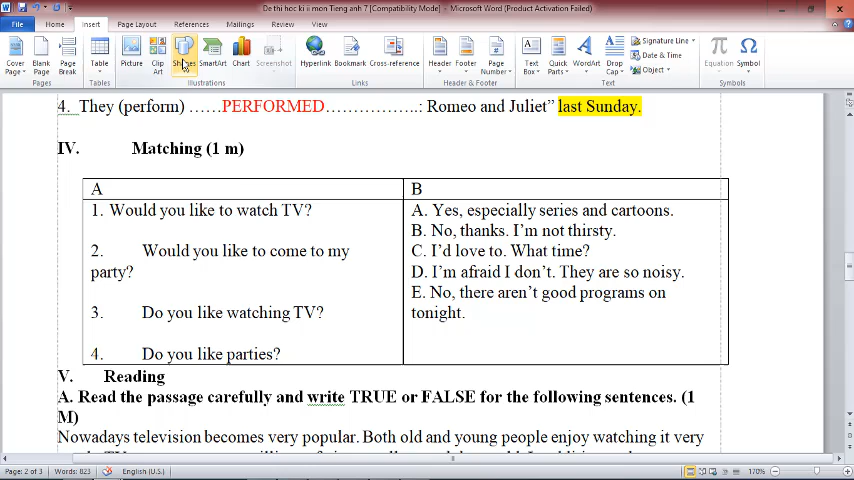 De thi hoc ki ii mon Tieng anh 7 [Compatibility Mode] - Microsoft Word (Product Activation Failed)
File Home Insert Page Layout References Mailings Review View
Cover Page Blank Page Page Break Table Picture Clip Art Shapes SmartArt Chart Screenshot Hyperlink Bookmark Cross-reference Header Footer Page Number Text Box Quick Parts WordArt Drop Cap Signature Line Date & Time Object Equation Symbol
Pages Tables Illustrations Links Header & Footer Text Symbols
4. They (perform) ……PERFORMED……………..: Romeo and Juliet” last Sunday.
IV. Matching (1 m)
A
1. Would you like to watch TV?
2. Would you like to come to my
party?
3. Do you like watching TV?
4. Do you like parties?
B
A. Yes, especially series and cartoons.
B. No, thanks. I’m not thirsty.
C. I’d love to. What time?
D. I’m afraid I don’t. They are so noisy.
E. No, there aren’t good programs on
tonight.
V. Reading
A. Read the passage carefully and write TRUE or FALSE for the following sentences. (1
M)
Nowadays television becomes very popular. Both old and young people enjoy watching it very
Page: 2 of 3 Words: 823 English (U.S.) 170%